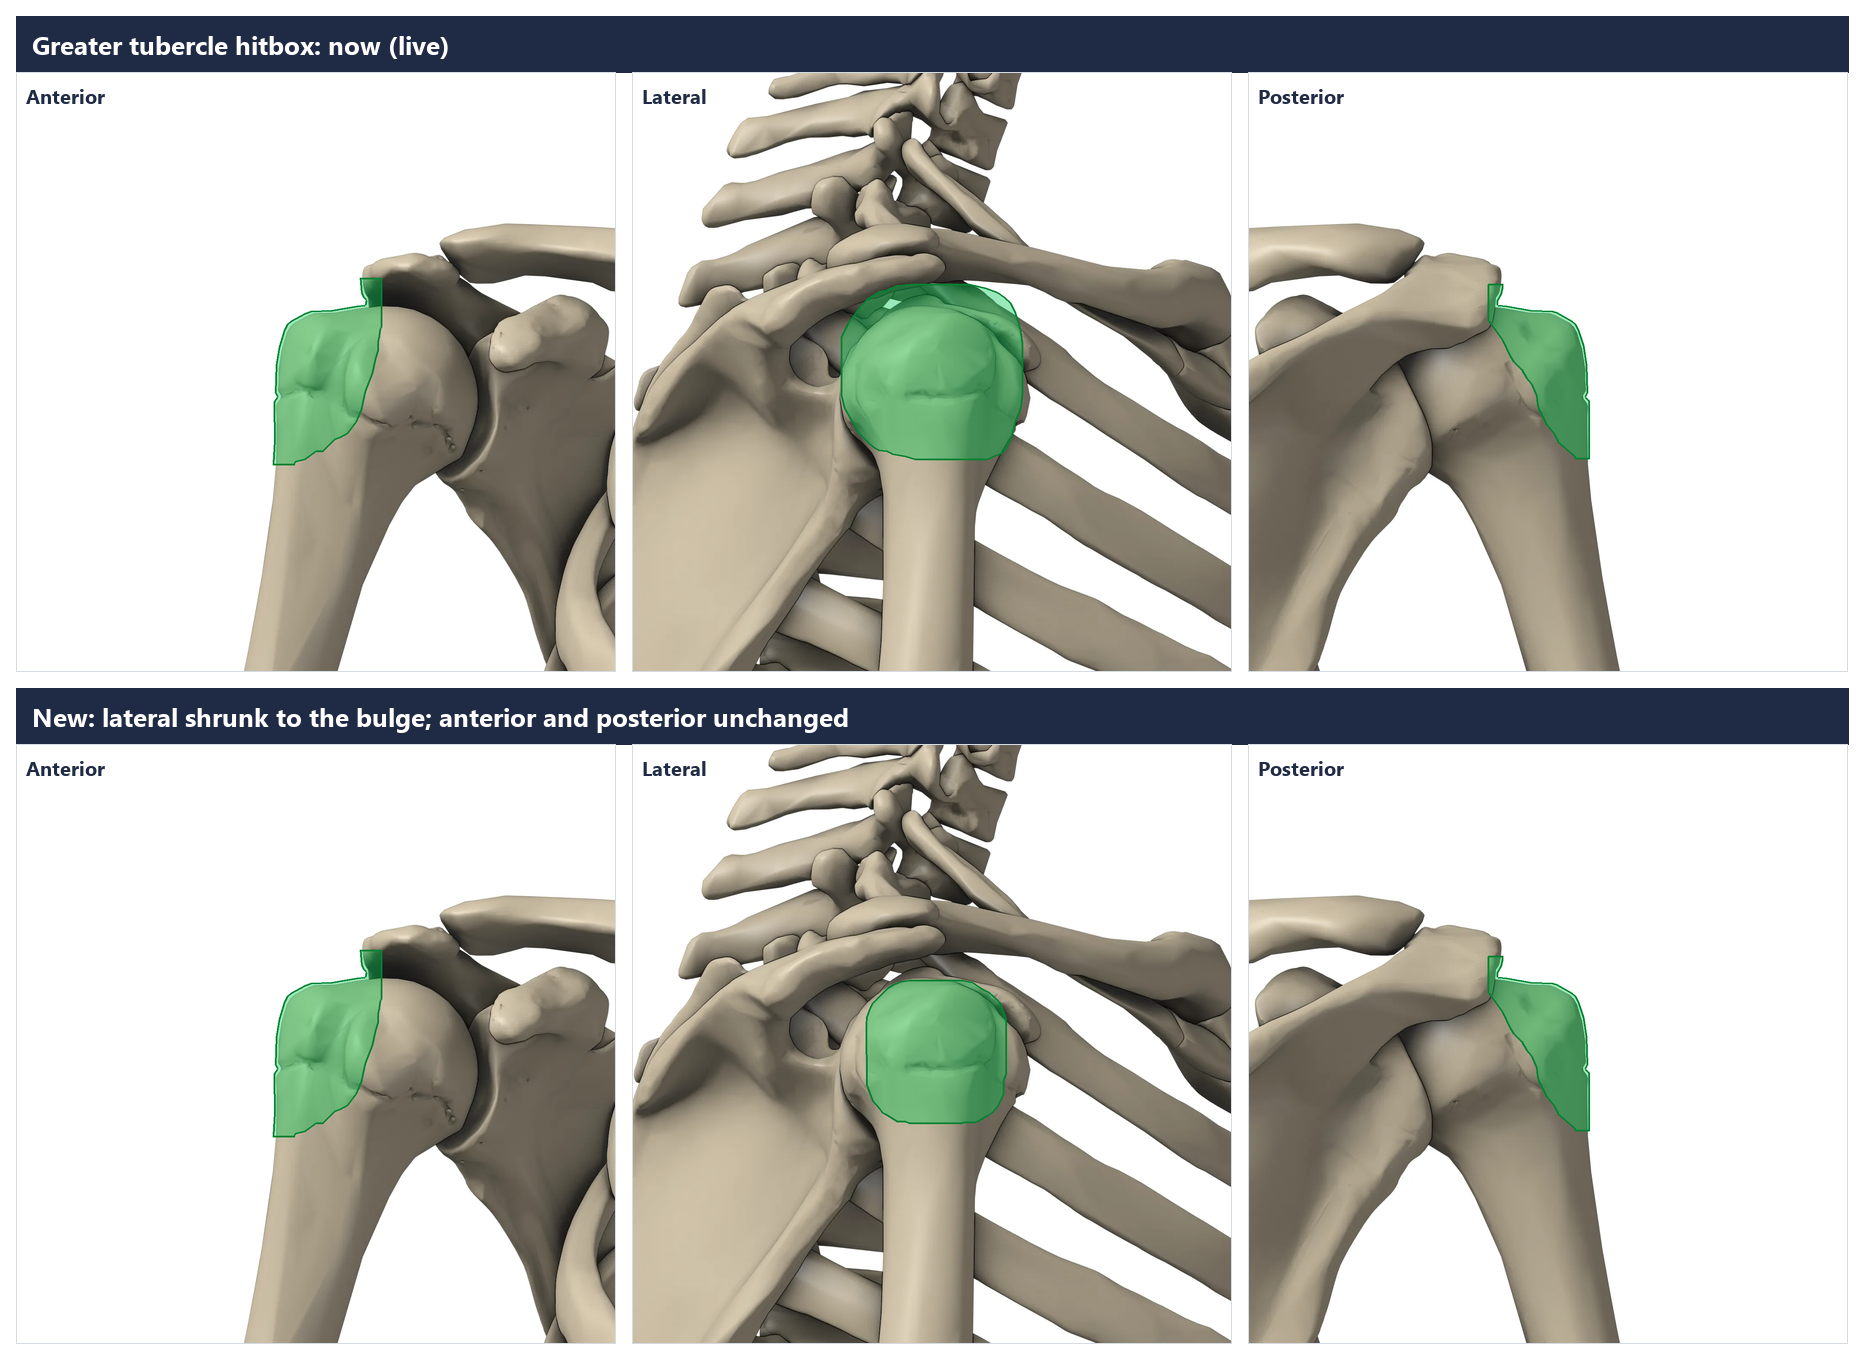 Greater tubercle hitbox: now (live)
Anterior
Lateral
Posterior
New: lateral shrunk to the bulge; anterior and posterior unchanged
Anterior
Lateral
Posterior